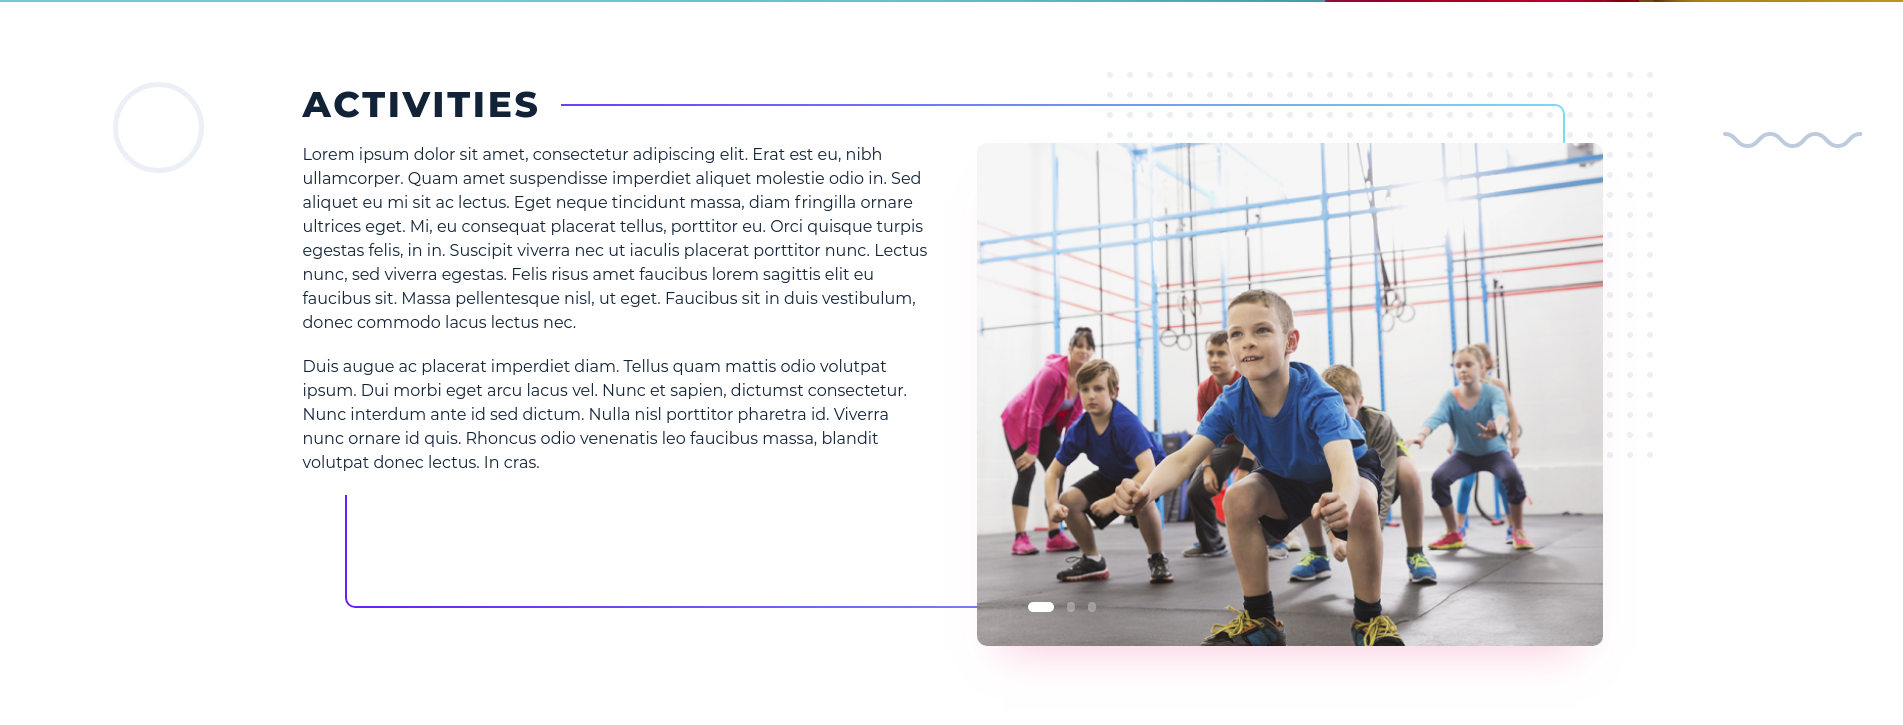 ACTIVITIES
Lorem ipsum dolor sit amet, consectetur adipiscing elit. Erat est eu, nibh
ullamcorper. Quam amet suspendisse imperdiet aliquet molestie odio in. Sed
aliquet eu mi sit ac lectus. Eget neque tincidunt massa, diam fringilla ornare
ultrices eget. Mi, eu consequat placerat tellus, porttitor eu. Orci quisque turpis
egestas felis, in in. Suscipit viverra nec ut iaculis placerat porttitor nunc. Lectus
nunc, sed viverra egestas. Felis risus amet faucibus lorem sagittis elit eu
faucibus sit. Massa pellentesque nisl, ut eget. Faucibus sit in duis vestibulum,
donec commodo lacus lectus nec.
Duis augue ac placerat imperdiet diam. Tellus quam mattis odio volutpat
ipsum. Dui morbi eget arcu lacus vel. Nunc et sapien, dictumst consectetur.
Nunc interdum ante id sed dictum. Nulla nisl porttitor pharetra id. Viverra
nunc ornare id quis. Rhoncus odio venenatis leo faucibus massa, blandit
volutpat donec lectus. In cras.